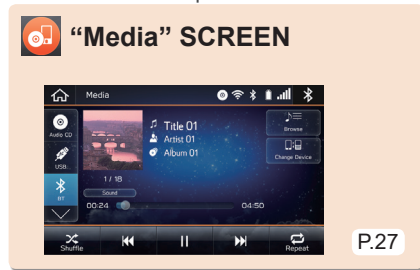 “Media” SCREEN
Media
Audio CD
USB
BT
Title 01
Artist 01
Album 01
1 / 18
Sound
00:24
04:50
Browse
Change Device
Shuffle
Repeat
P.27